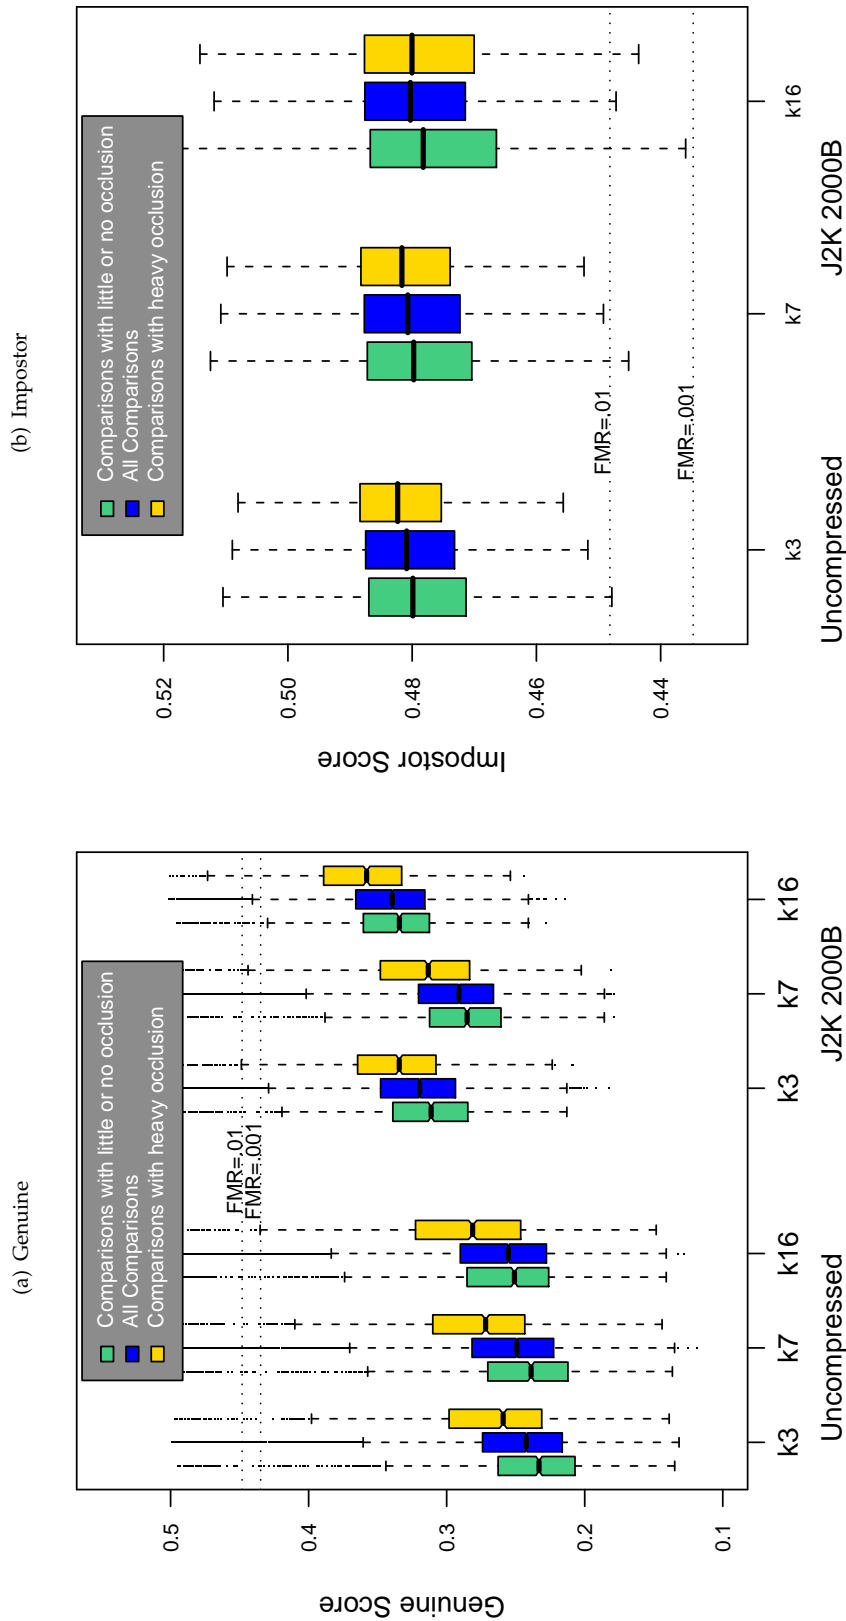 (a) Genuine
Genuine Score
0.1
0.2
0.3
0.4
0.5
Comparisons with little or no occlusion
All Comparisons
Comparisons with heavy occlusion
FMR=.01
FMR=.001
k3
k7
k16
k3
k7
k16
Uncompressed
J2K 2000B
(b) Impostor
Impostor Score
0.44
0.46
0.48
0.50
0.52
Comparisons with little or no occlusion
All Comparisons
Comparisons with heavy occlusion
FMR=.01
FMR=.001
k3
k7
k16
Uncompressed
J2K 2000B